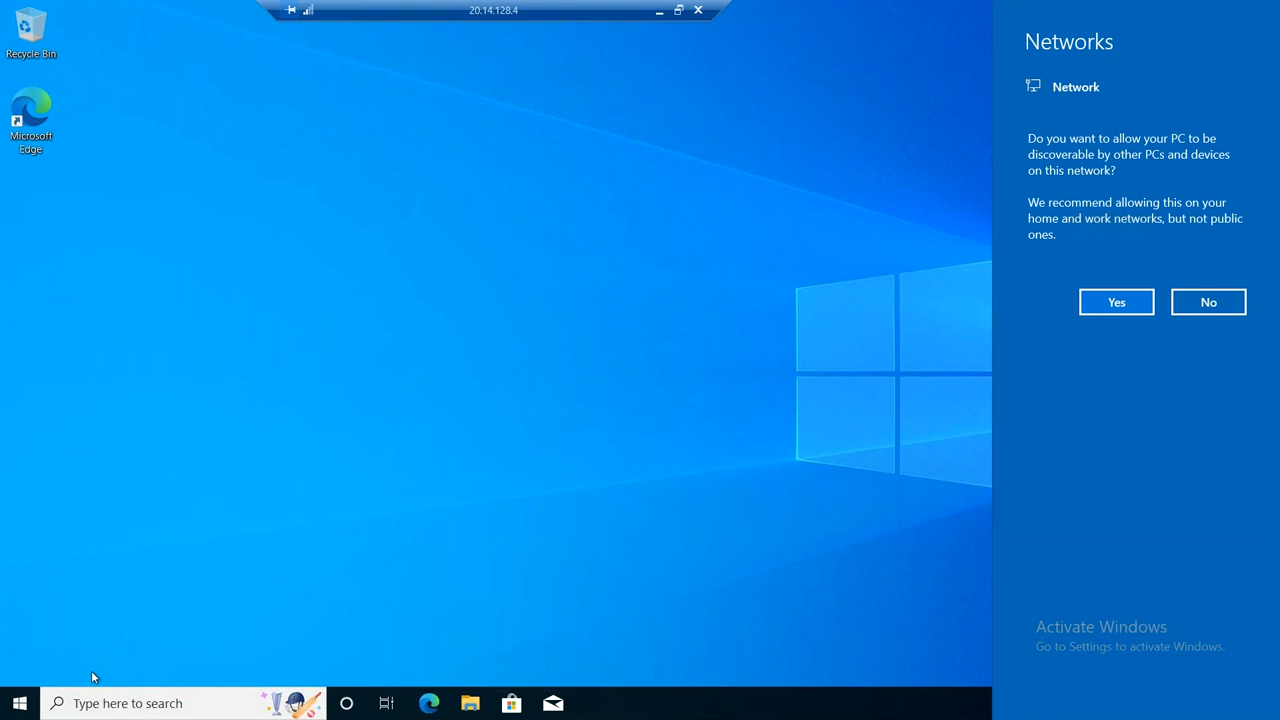 20.14.128.4
Recycle Bin
Microsoft
Edge
Networks
Network
Do you want to allow your PC to be
discoverable by other PCs and devices
on this network?
We recommend allowing this on your
home and work networks, but not public
ones.
Yes
No
Activate Windows
Go to Settings to activate Windows.
Type here to search